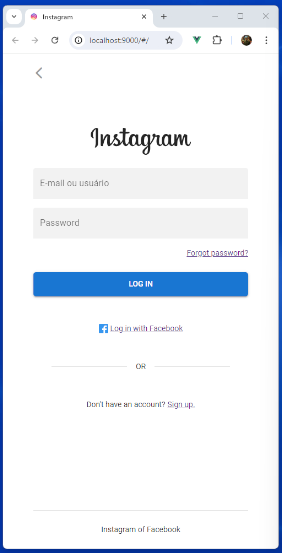 Instagram
localhost:9000/#/
Instagram
E-mail ou usuário
Password
Forgot password?
LOG IN
Log in with Facebook
OR
Don't have an account? Sign up.
Instagram of Facebook